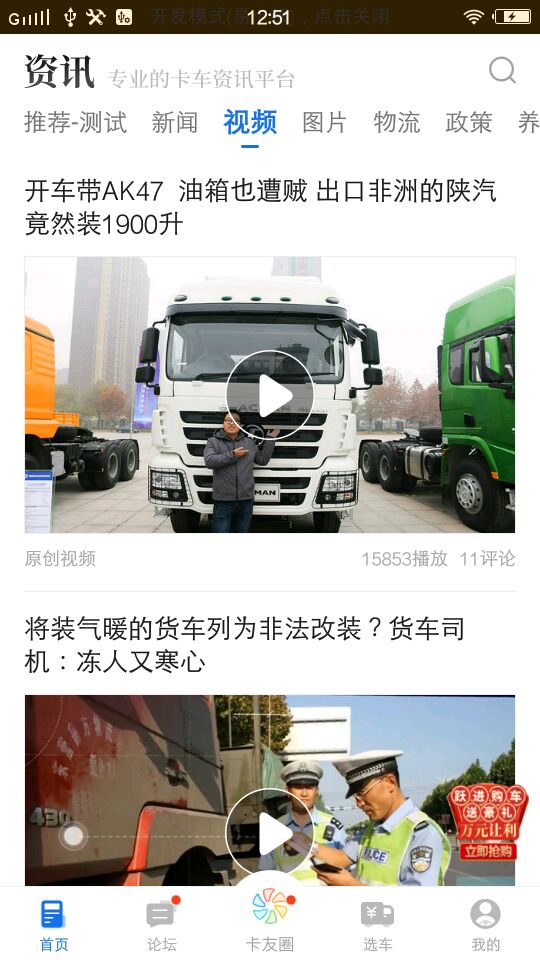 G
开发模式(易
12:51
，点击关闭
资讯 专业的卡车资讯平台
推荐-测试 新闻 视频 图片 物流 政策 养
开车带AK47 油箱也遭贼 出口非洲的陕汽
竟然装1900升
原创视频 15853播放 11评论
将装气暖的货车列为非法改装？货车司
机：冻人又寒心
430
POLICE
跃进购车
送豪礼
万元让利
立即抢购
首页 论坛 卡友圈 选车 我的